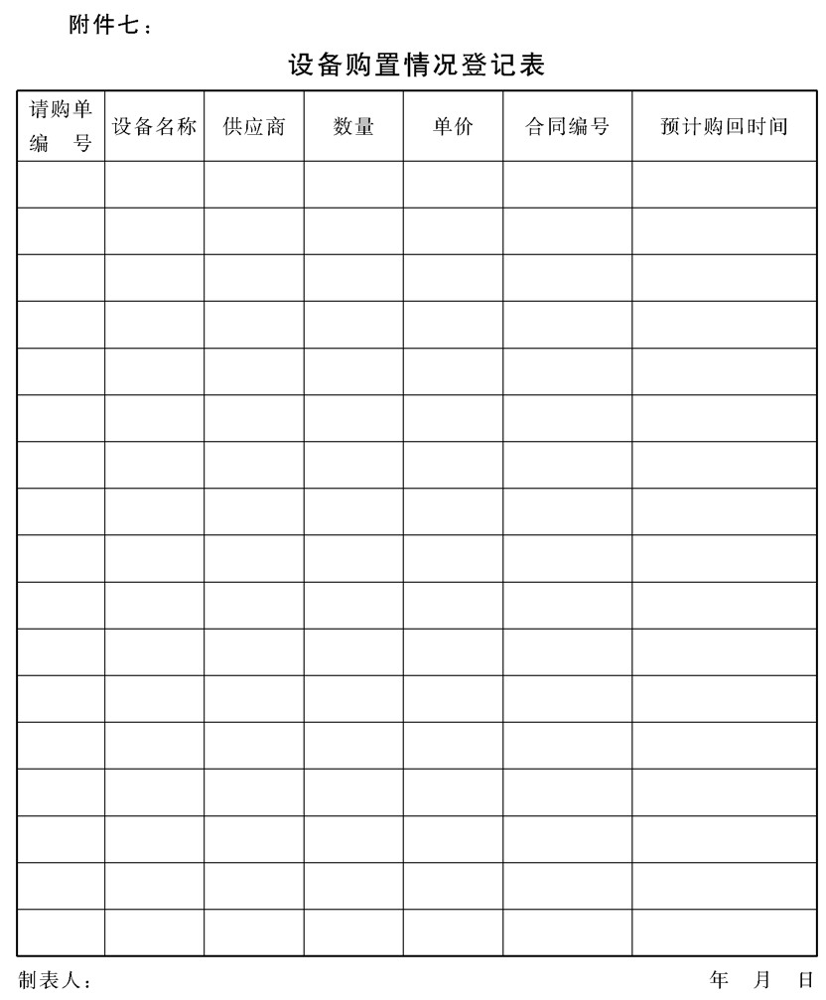 附件七：
设备购置情况登记表
请购单
编　号
设备名称
供应商
数量
单价
合同编号
预计购回时间
制表人：
年　月　日